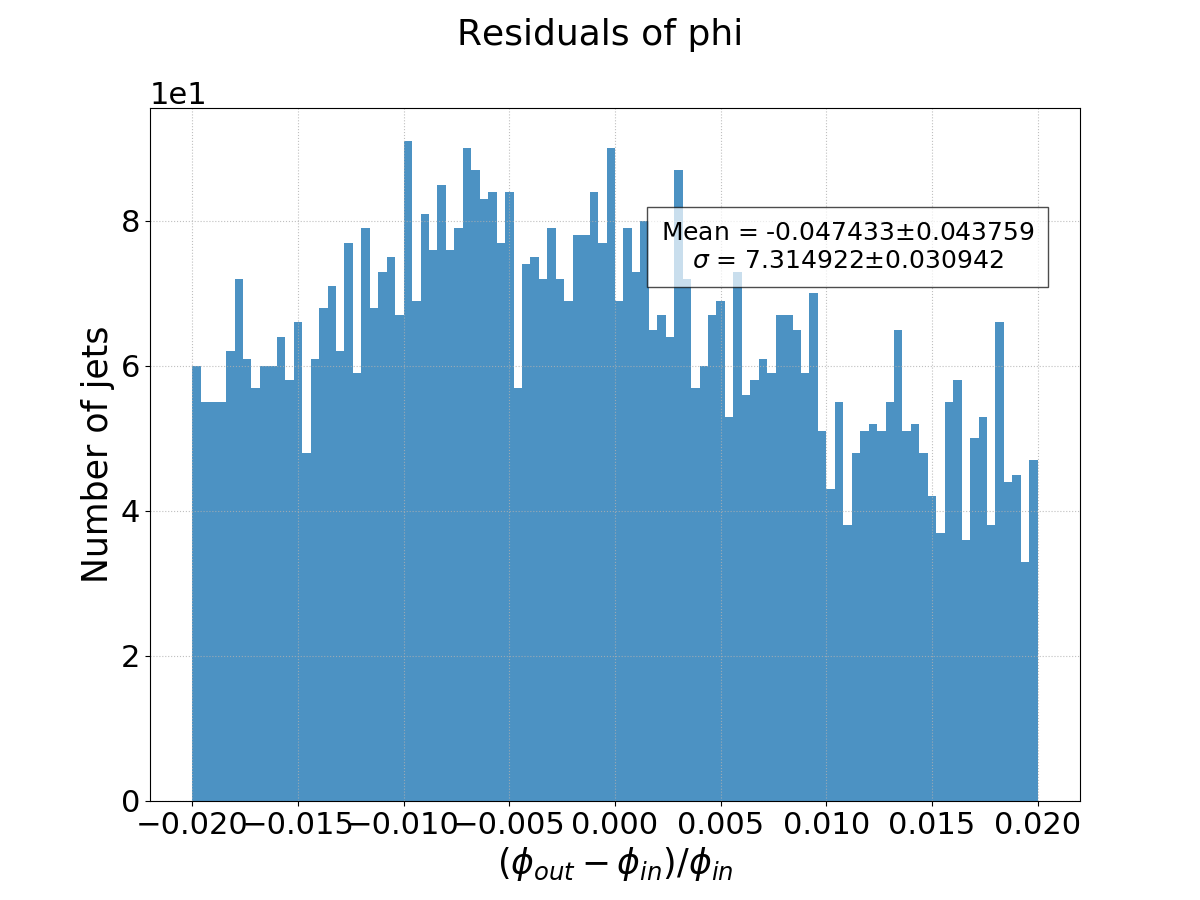 Residuals of phi
1e1
8
6
4
2
0
Number of jets
Mean = -0.047433±0.043759
σ = 7.314922±0.030942
−0.020 −0.015 −0.010 −0.005 0.000 0.005 0.010 0.015 0.020
(ϕout − ϕin)/ϕin